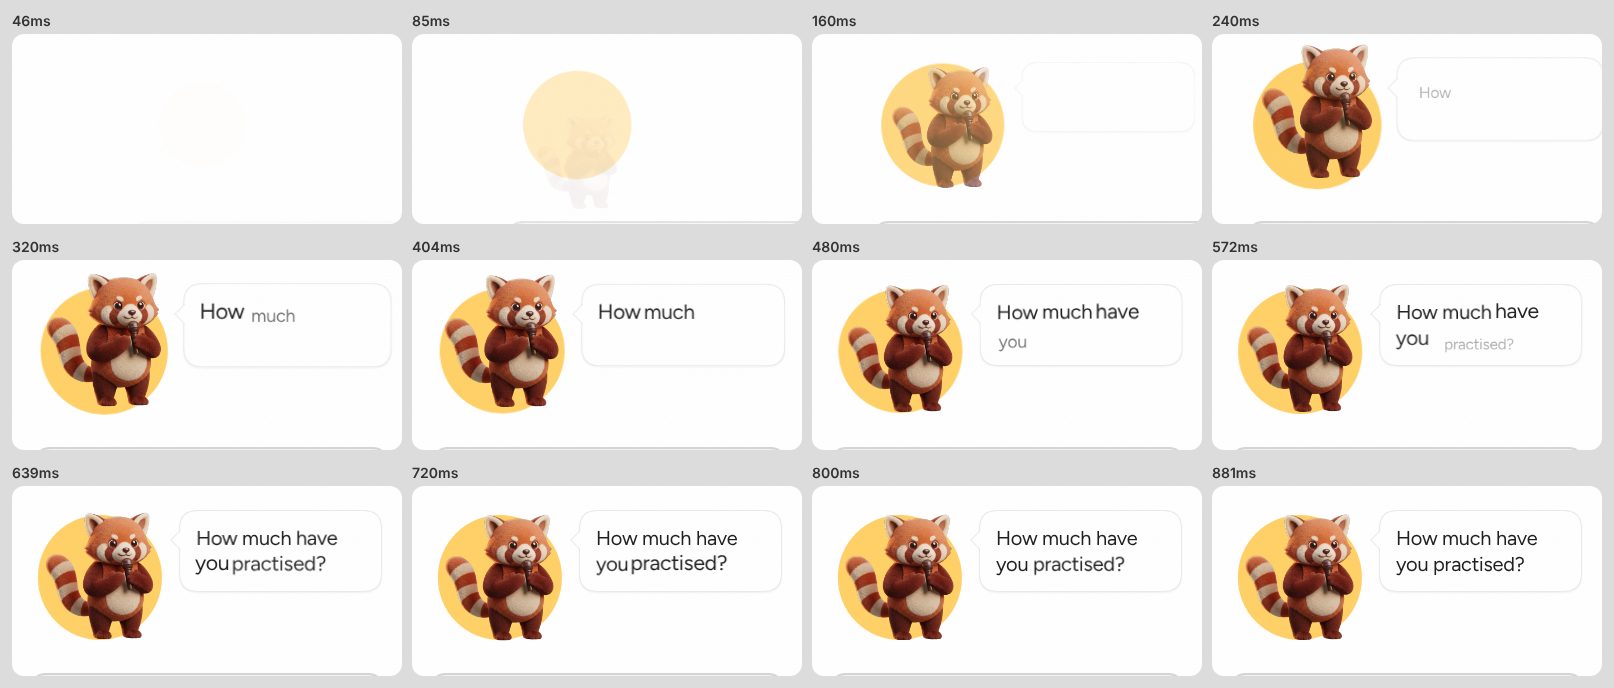 46ms
85ms
160ms
240ms
How
320ms
404ms
480ms
572ms
How much
How much
How much have
you
How much have
you practised?
639ms
720ms
800ms
881ms
How much have
you practised?
How much have
you practised?
How much have
you practised?
How much have
you practised?